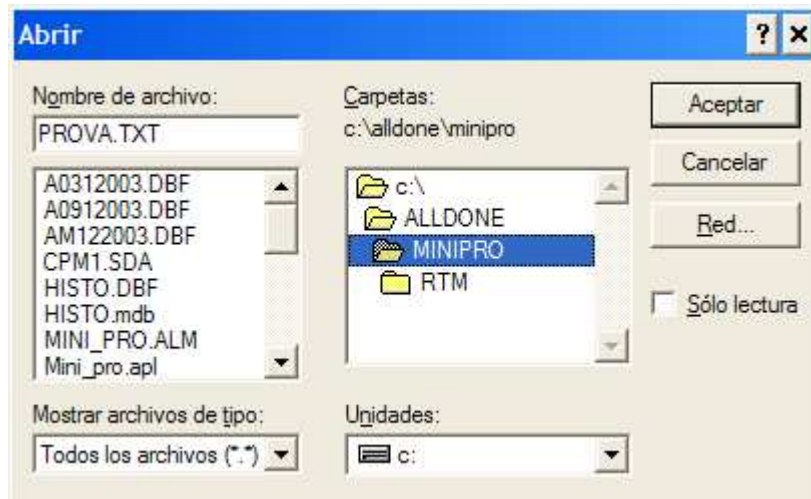 Abrir
Nombre de archivo:
PROVA.TXT
A0312003.DBF
A0912003.DBF
AM122003.DBF
CPM1.SDA
HISTO.DBF
HISTO.mdb
MINI_PRO.ALM
Mini_pro.apl
Mostrar archivos de tipo:
Todos los archivos (*.*)
Carpetas:
c:\alldone\minipro
c:\
ALLDONE
MINIPRO
RTM
Unidades:
c:
Aceptar
Cancelar
Red...
Sólo lectura